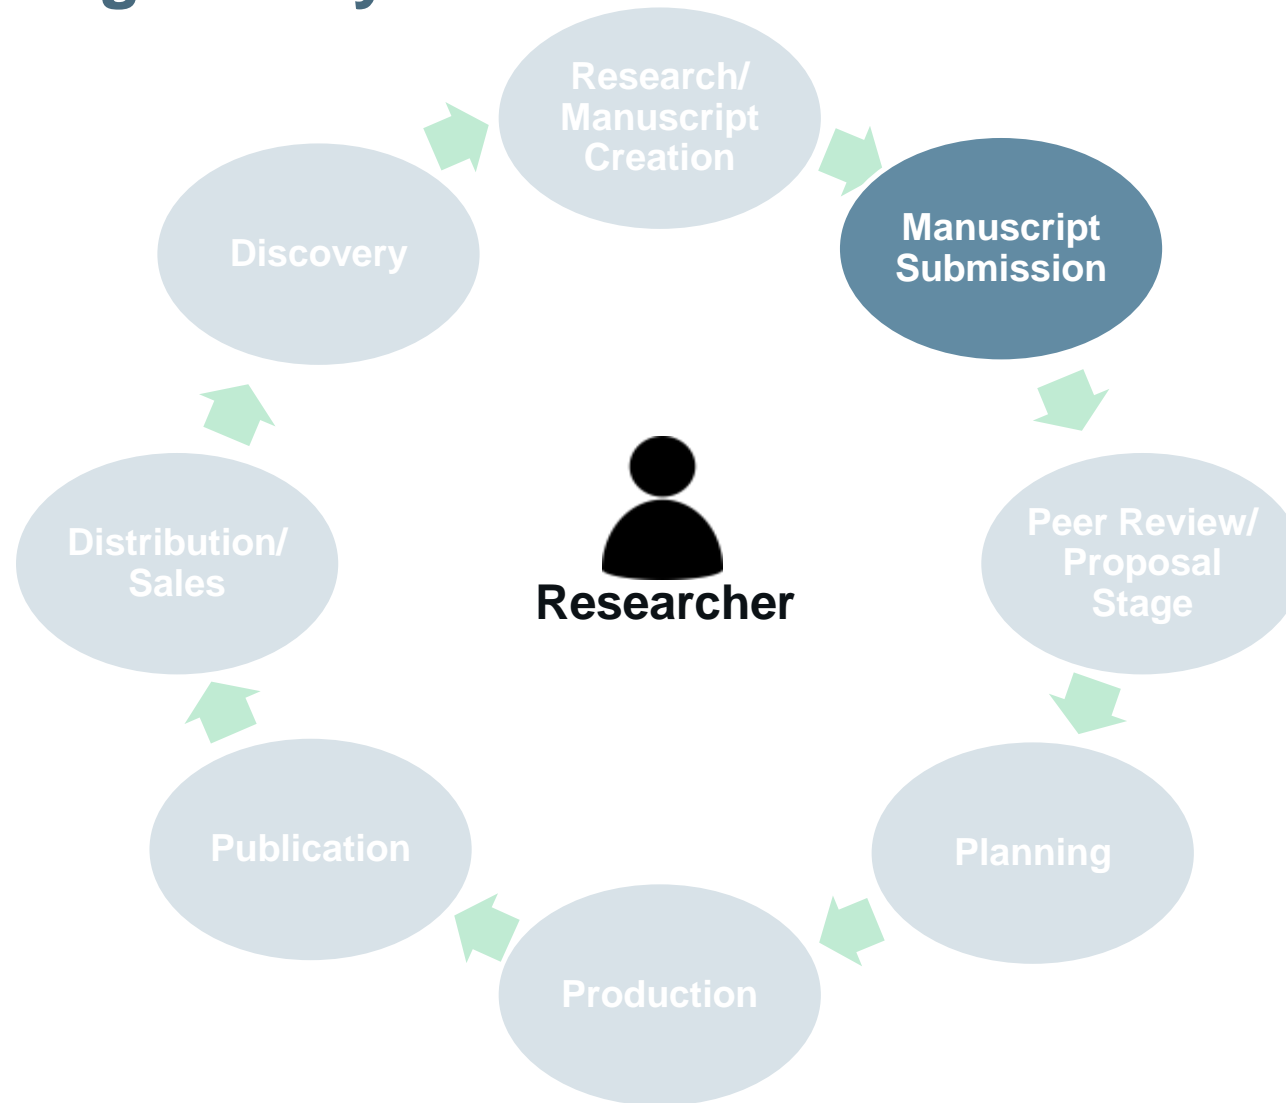 Research/
Manuscript
Creation
Manuscript
Submission
Discovery
Peer Review/
Proposal
Stage
Distribution/
Sales
Researcher
Planning
Publication
Production